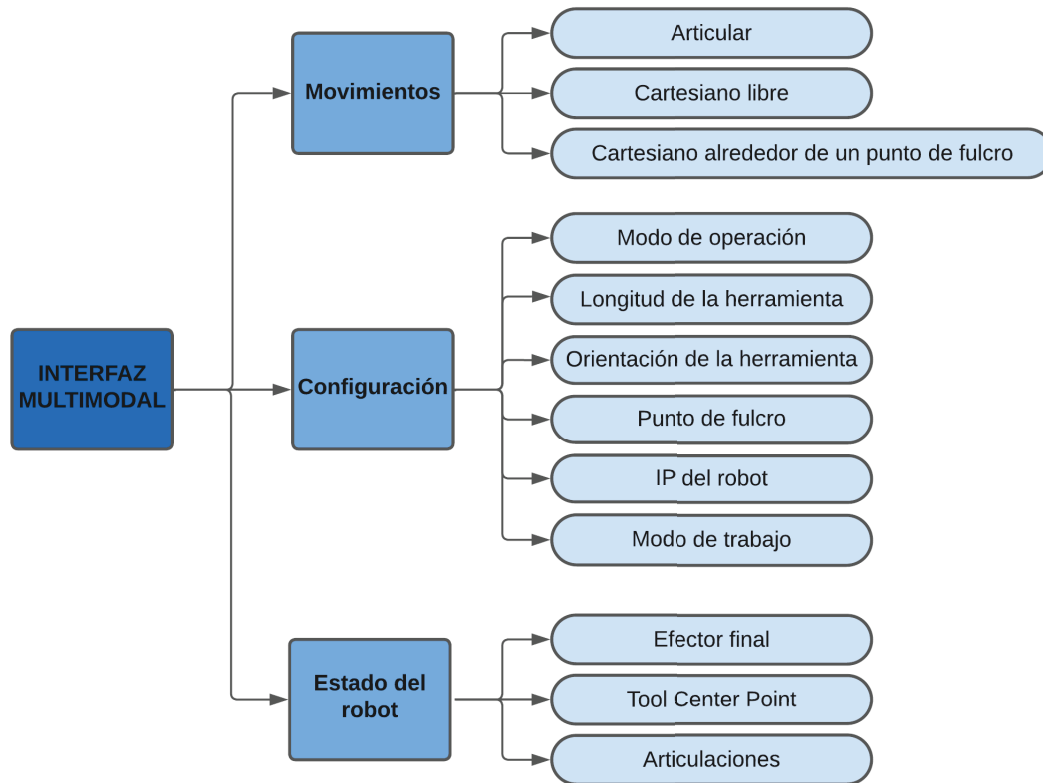 INTERFAZ
MULTIMODAL
Movimientos
Articular
Cartesiano libre
Cartesiano alrededor de un punto de fulcro
Configuración
Modo de operación
Longitud de la herramienta
Orientación de la herramienta
Punto de fulcro
IP del robot
Modo de trabajo
Estado del
robot
Efector final
Tool Center Point
Articulaciones